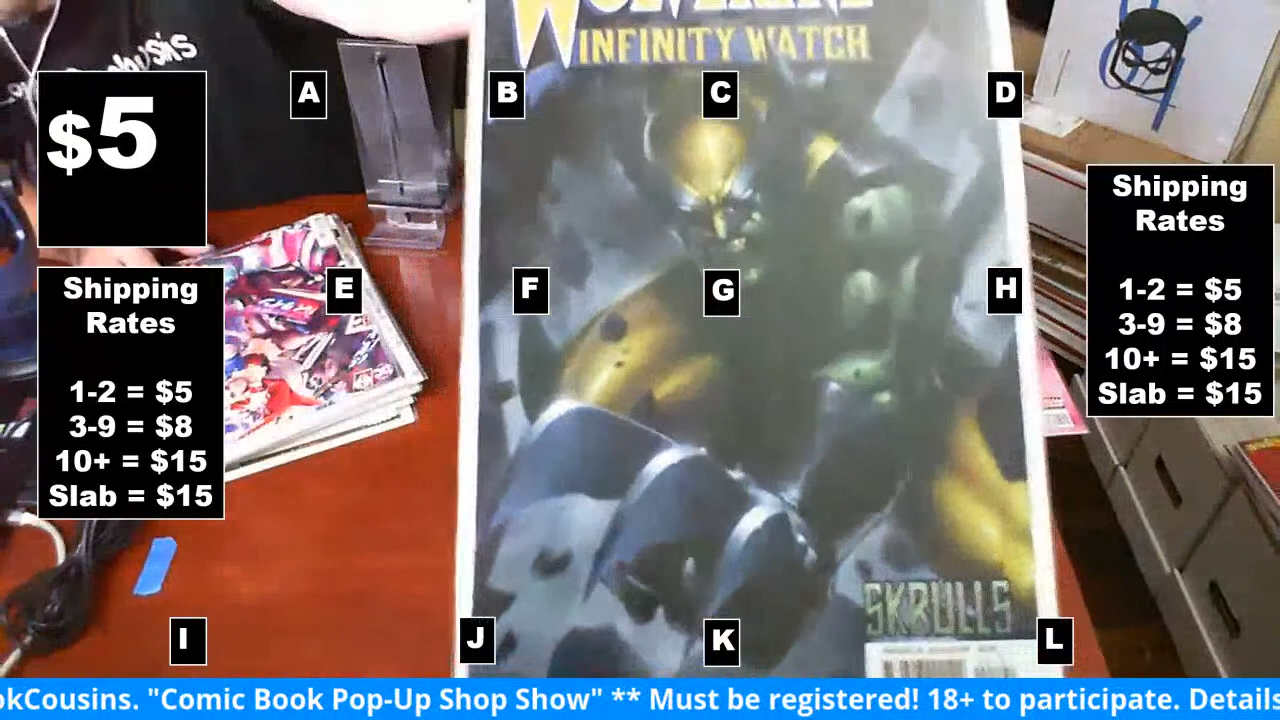 WOLVERINE
INFINITY WATCH
$5
A
B
C
D
Shipping
Rates
1-2 = $5
3-9 = $8
10+ = $15
Slab = $15
E
F
G
H
Shipping
Rates
1-2 = $5
3-9 = $8
10+ = $15
Slab = $15
SKRULLS
I
J
K
L
okCousins. "Comic Book Pop-Up Shop Show" ** Must be registered! 18+ to participate. Details